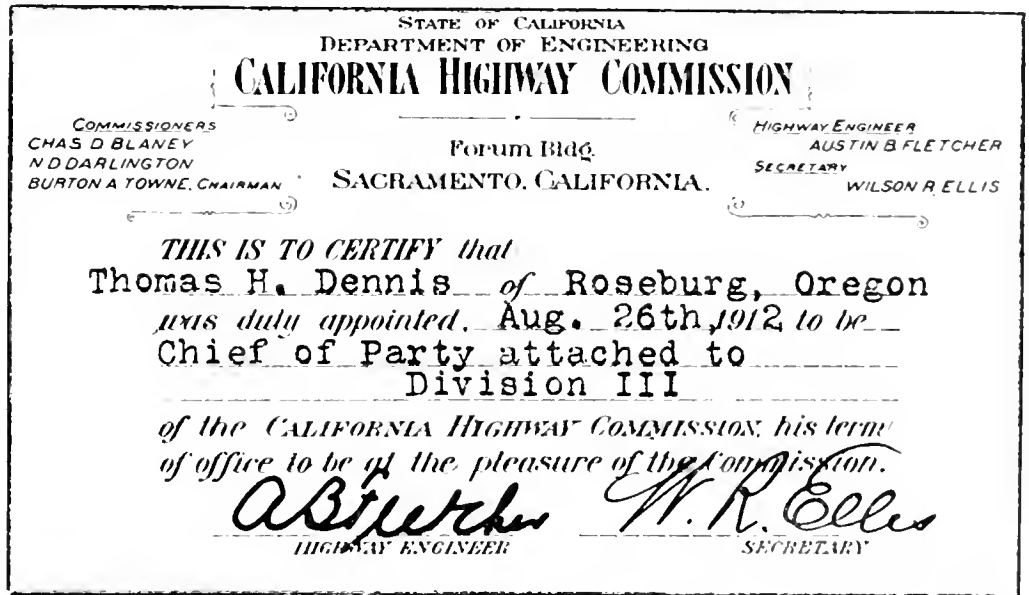 STATE OF CALIFORNIA
DEPARTMENT OF ENGINEERING
CALIFORNIA HIGHWAY COMMISSION
COMMISSIONERS
CHAS D BLANEY
N D DARLINGTON
BURTON A TOWNE, CHAIRMAN
Forum Bldg.
SACRAMENTO, CALIFORNIA.
HIGHWAY ENGINEER
AUSTIN B FLETCHER
SECRETARY
WILSON R ELLIS
THIS IS TO CERTIFY that
Thomas H. Dennis of Roseburg, Oregon
was duly appointed, Aug. 26th, 1912, to be
Chief of Party attached to
Division III
of the CALIFORNIA HIGHWAY COMMISSION, his term
of office to be at the pleasure of the Commission.
A B Fletcher W. R. Ellis
HIGHWAY ENGINEER SECRETARY